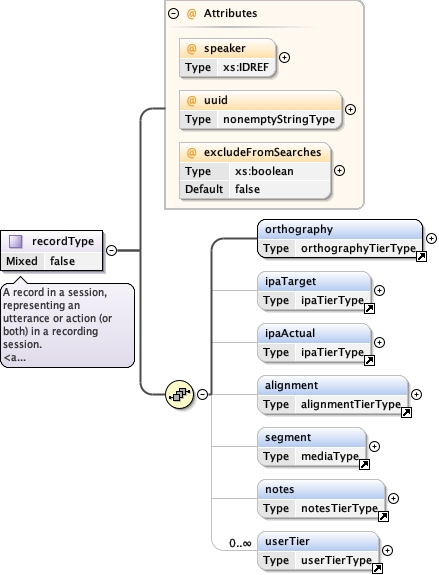 @ Attributes
@ speaker
Type xs:IDREF
@ uuid
Type nonemptyStringType
@ excludeFromSearches
Type xs:boolean
Default false
recordType
Mixed false
A record in a session,
representing an
utterance or action (or
both) in a recording
session.
<a...
orthography
Type orthographyTierType
ipaTarget
Type ipaTierType
ipaActual
Type ipaTierType
alignment
Type alignmentTierType
segment
Type mediaType
notes
Type notesTierType
0..∞
userTier
Type userTierType